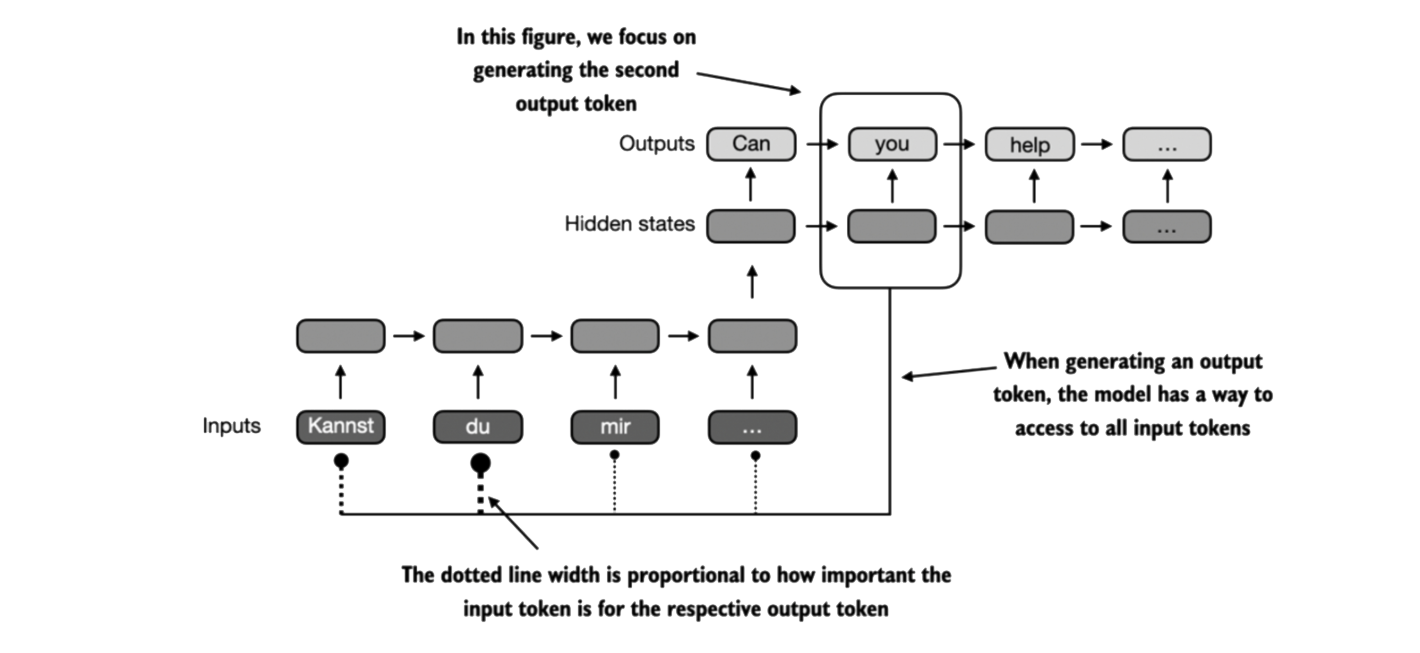 In this figure, we focus on
generating the second
output token
Outputs Can you help ...
Hidden states ...
Inputs Kannst du mir ...
When generating an output
token, the model has a way to
access to all input tokens
The dotted line width is proportional to how important the
input token is for the respective output token